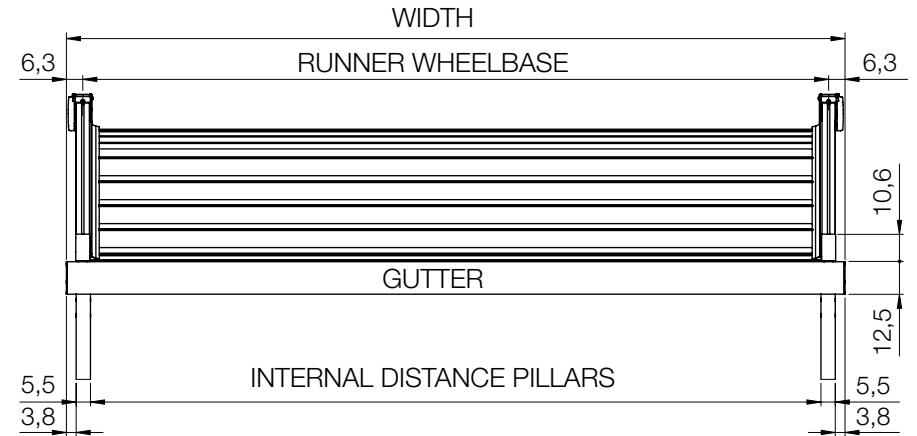 WIDTH
6,3 RUNNER WHEELBASE 6,3
10,6
GUTTER
12,5
5,5 INTERNAL DISTANCE PILLARS 5,5
3,8 3,8